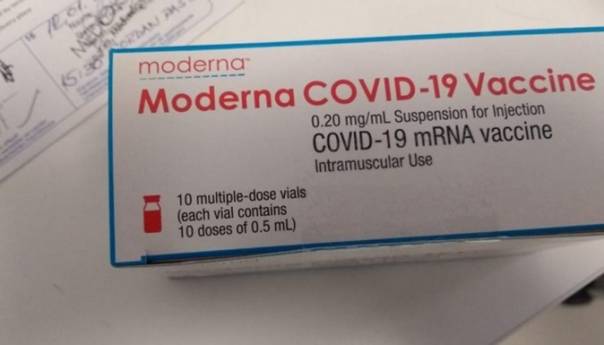 moderna™
Moderna COVID-19 Vaccine
0.20 mg/mL Suspension for Injection
COVID-19 mRNA vaccine
Intramuscular Use
10 multiple-dose vials
(each vial contains
10 doses of 0.5 mL)